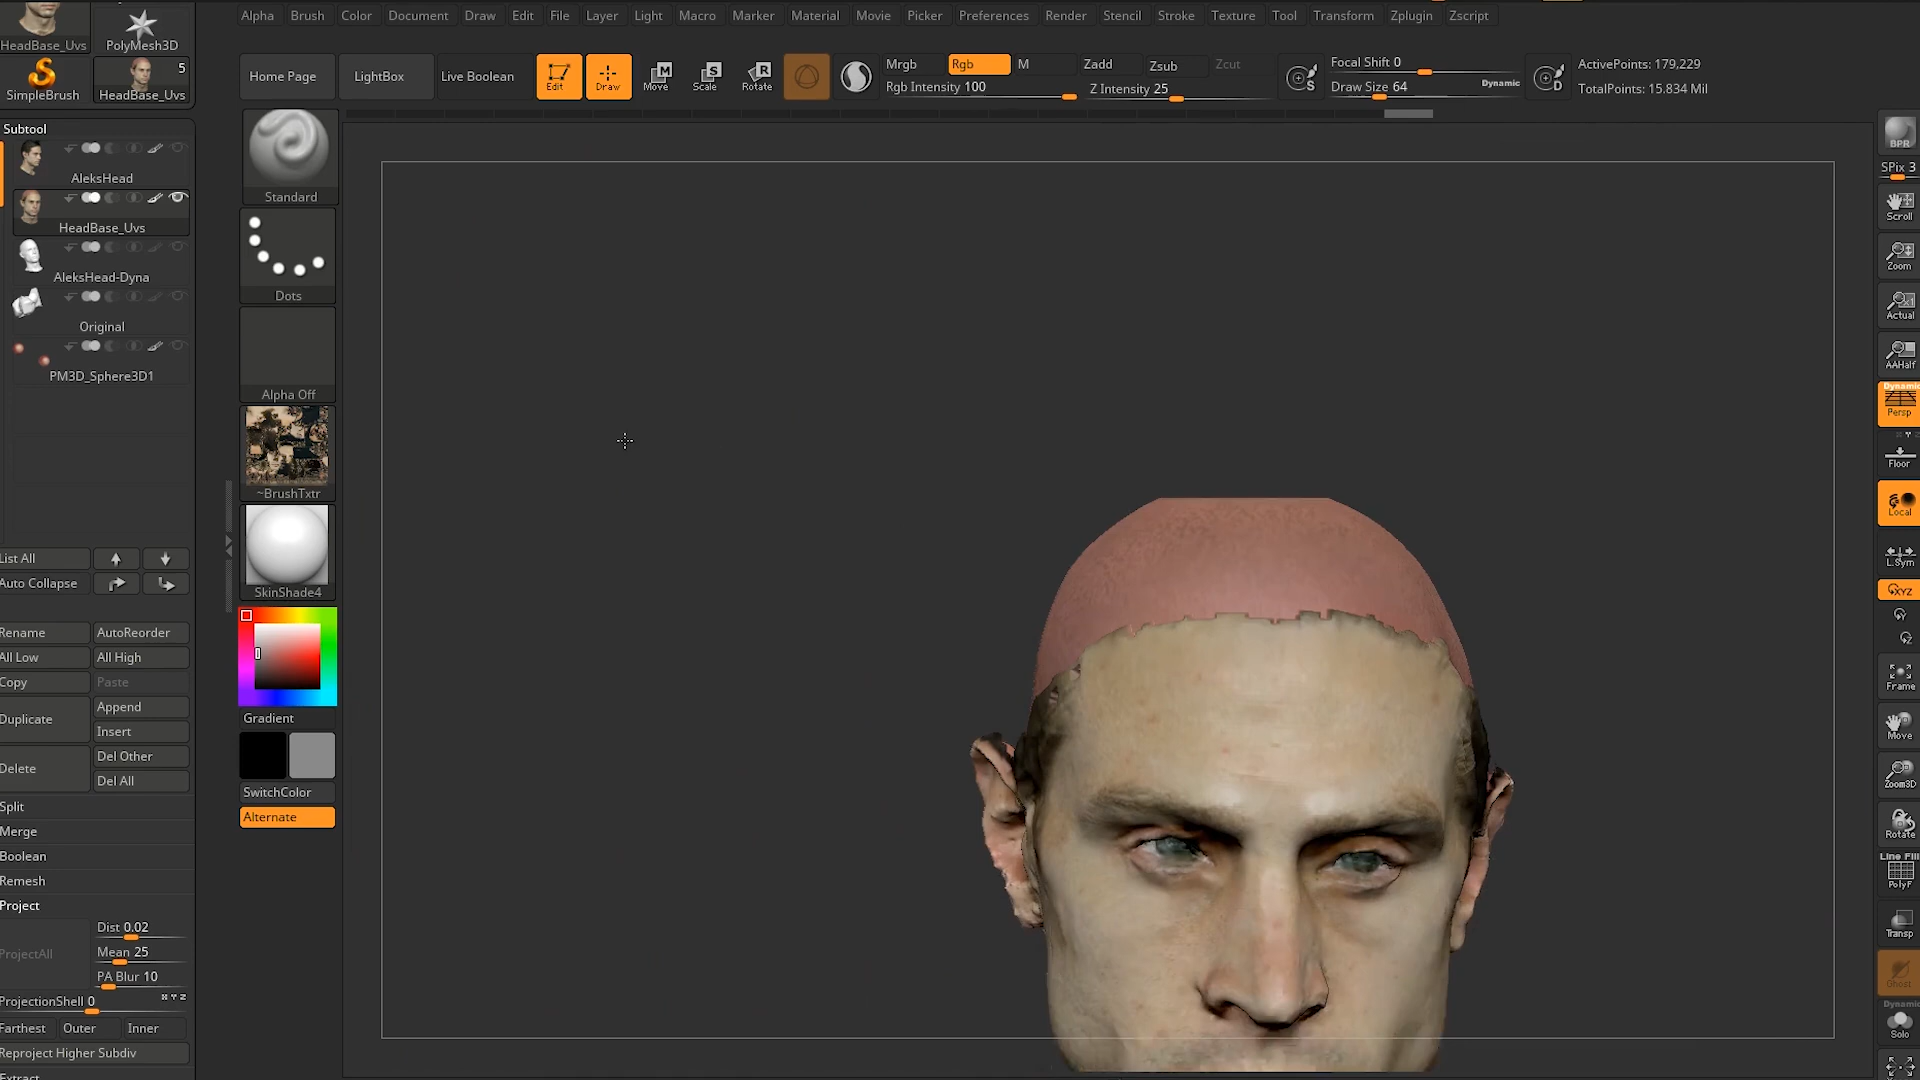 Alpha Brush Color Document Draw Edit File Layer Light Macro Marker Material Movie Picker Preferences Render Stencil Stroke Texture Tool Transform Zplugin Zscript
HeadBase_Uvs PolyMesh3D
SimpleBrush 5 HeadBase_Uvs
Home Page LightBox Live Boolean Edit Draw Move Scale Rotate
Mrgb Rgb M Zadd Zsub Zcut
Rgb Intensity 100 Z Intensity 25
Focal Shift 0
Draw Size 64 Dynamic
ActivePoints: 179,229
TotalPoints: 15.834 Mil
Subtool
AleksHead
HeadBase_Uvs
AleksHead-Dyna
Original
PM3D_Sphere3D1
List All
Auto Collapse
Rename AutoReorder
All Low All High
Copy Paste
Duplicate Append
Insert
Delete Del Other
Del All
Split
Merge
Boolean
Remesh
Project
Dist 0.02
ProjectAll Mean 25
PA Blur 10
ProjectionShell 0 X Y Z
Farthest Outer Inner
Reproject Higher Subdiv
Extract
Standard
Dots
Alpha Off
~BrushTxtr
SkinShade4
Gradient
SwitchColor
Alternate
BPR
SPix 3
Scroll
Zoom
Actual
AAHalf
Dynamic
Persp
Floor
Local
L.Sym
XYZ
Frame
Move
Zoom3D
Rotate
Line Fill
PolyF
Transp
Ghost
Dynamic
Solo